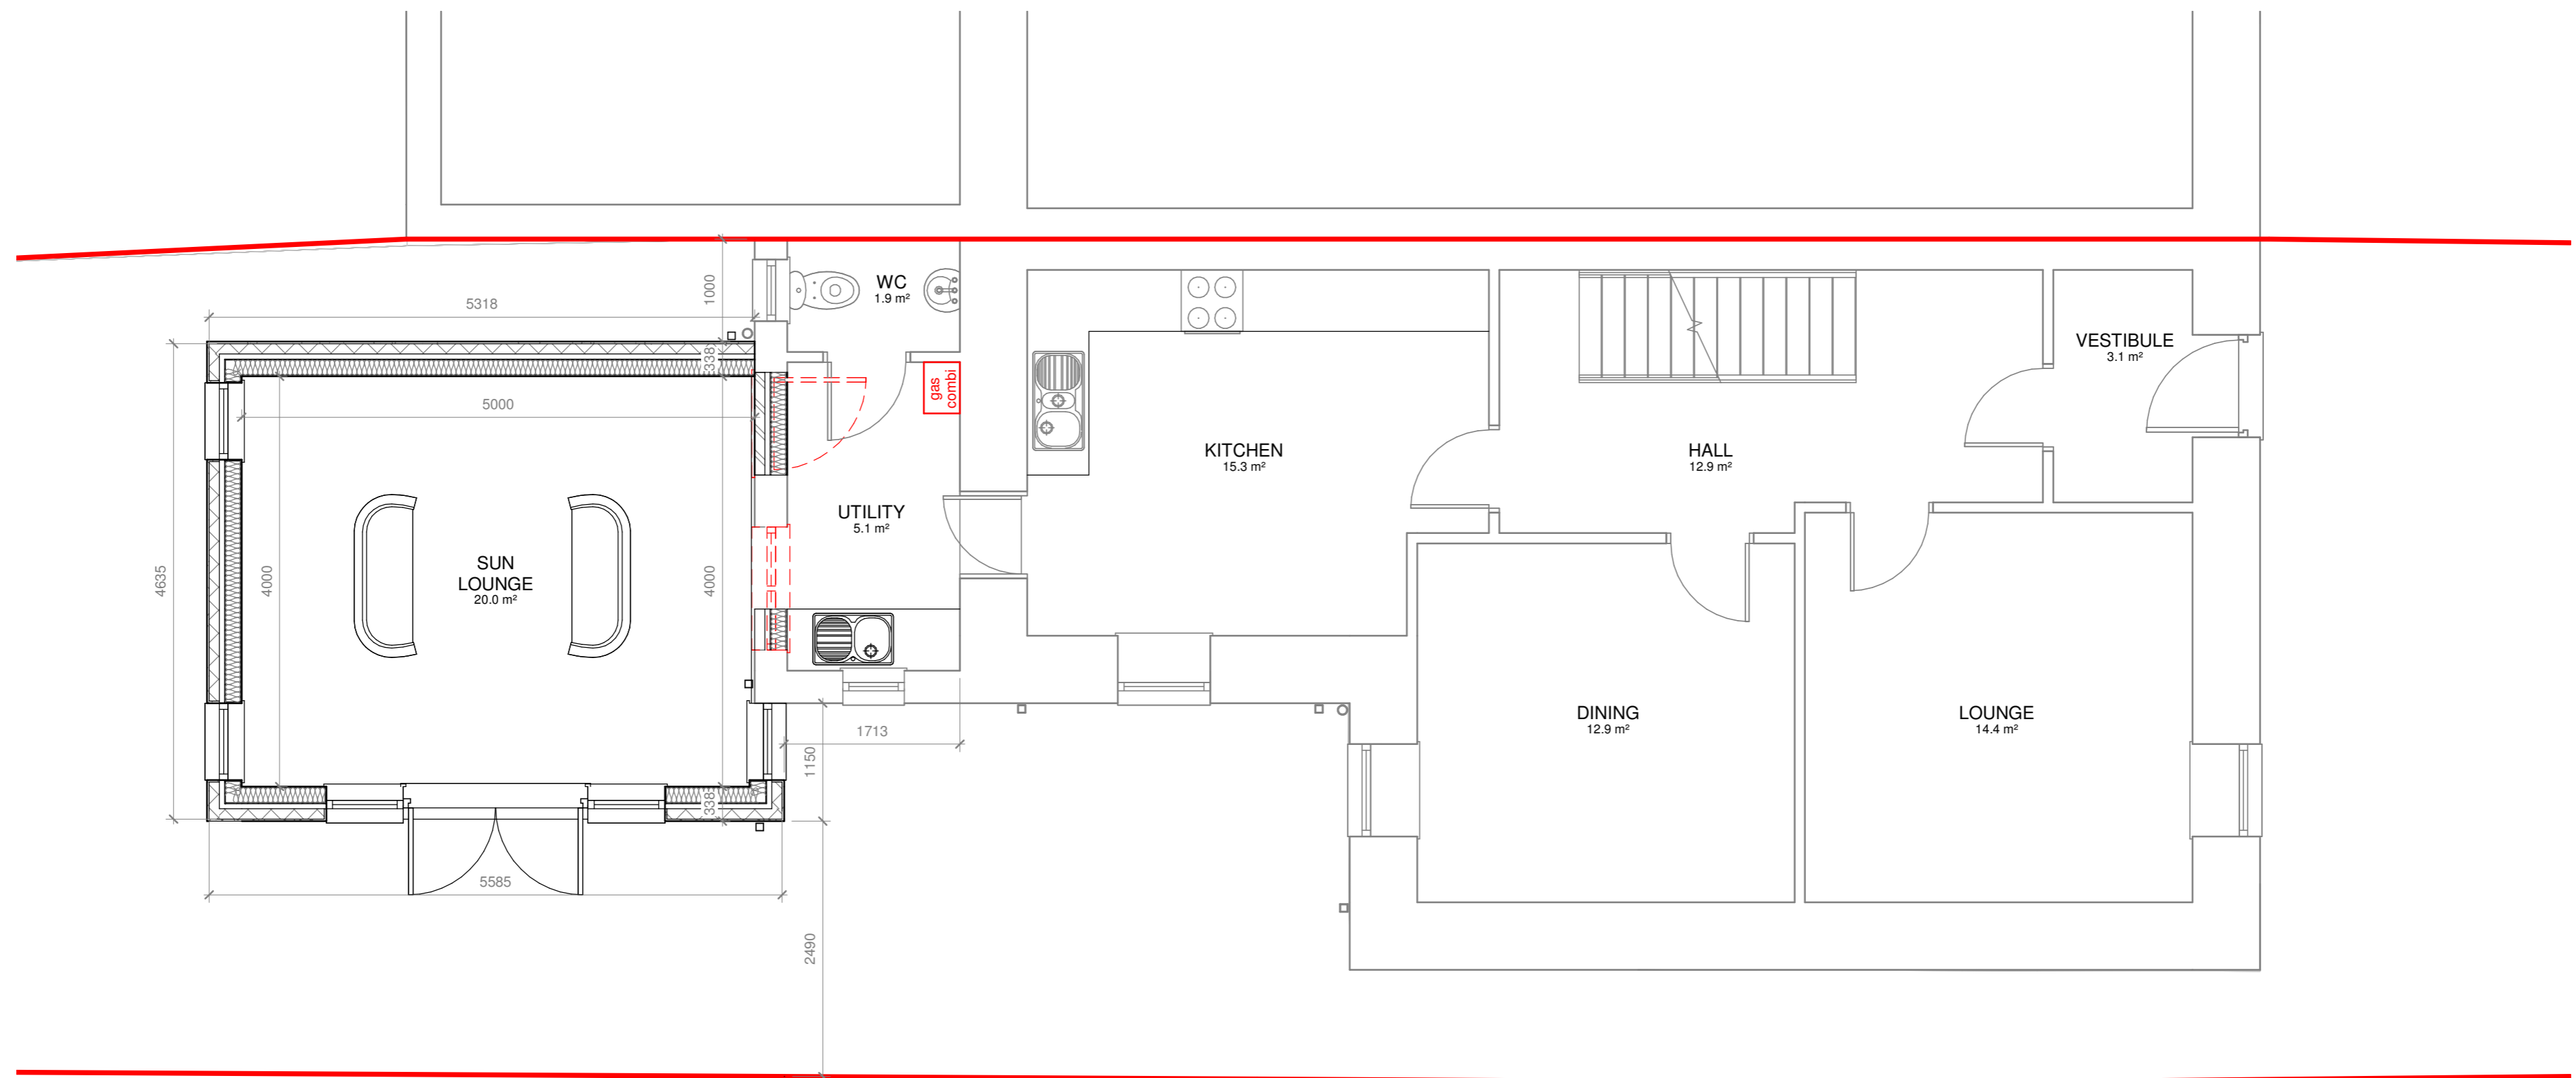 WC
1.9 m²
1000
5318
VESTIBULE
3.1 m²
338
gas
combi
5000
KITCHEN
15.3 m²
HALL
12.9 m²
UTILITY
5.1 m²
SUN
LOUNGE
20.0 m²
4635
4000
4000
DINING
12.9 m²
LOUNGE
14.4 m²
1713
1150
338
5585
2490